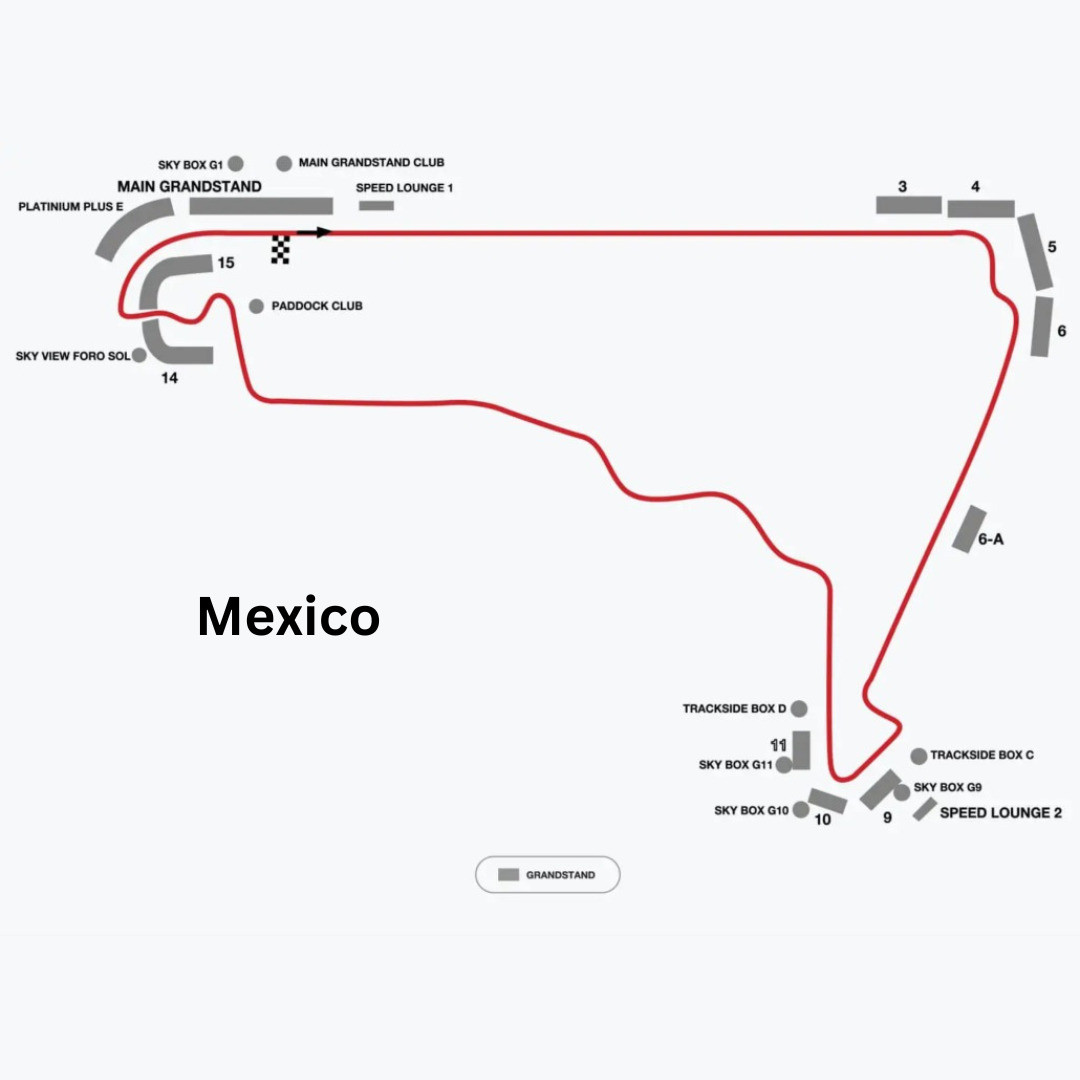 SKY BOX G1
MAIN GRANDSTAND CLUB
MAIN GRANDSTAND
SPEED LOUNGE 1
3
4
PLATINIUM PLUS E
5
15
PADDOCK CLUB
6
SKY VIEW FORO SOL
14
6-A
Mexico
TRACKSIDE BOX D
11
TRACKSIDE BOX C
SKY BOX G11
SKY BOX G9
SKY BOX G10
10
9
SPEED LOUNGE 2
GRANDSTAND